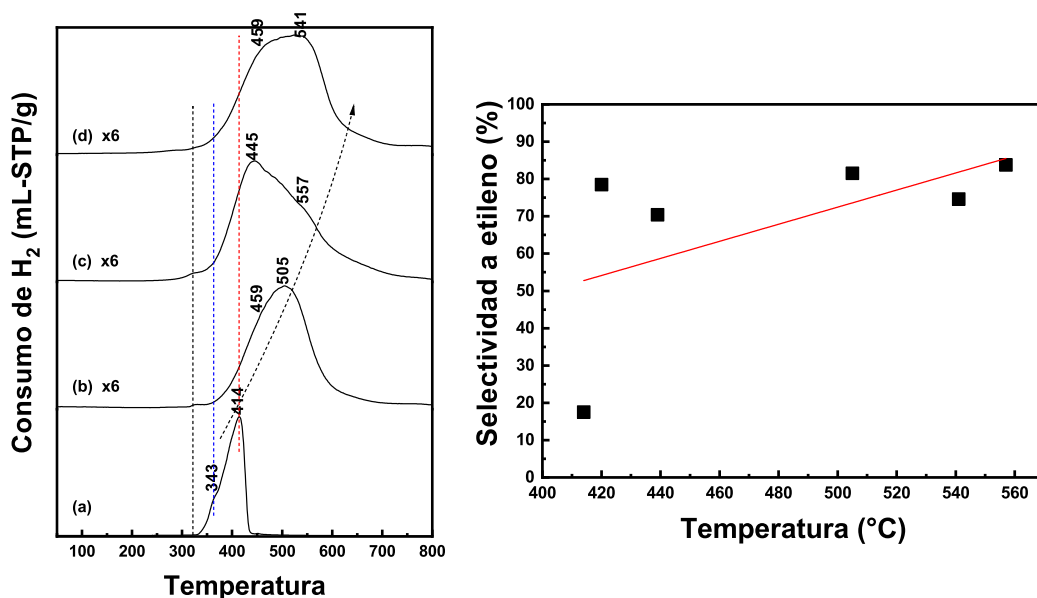 Consumo de H2 (mL-STP/g)
459
541
(d) x6
445
557
(c) x6
459
505
(b) x6
414
343
(a)
100 200 300 400 500 600 700 800
Temperatura
Selectividad a etileno (%)
100
90
80
70
60
50
40
30
20
10
0
400 420 440 460 480 500 520 540 560
Temperatura (°C)